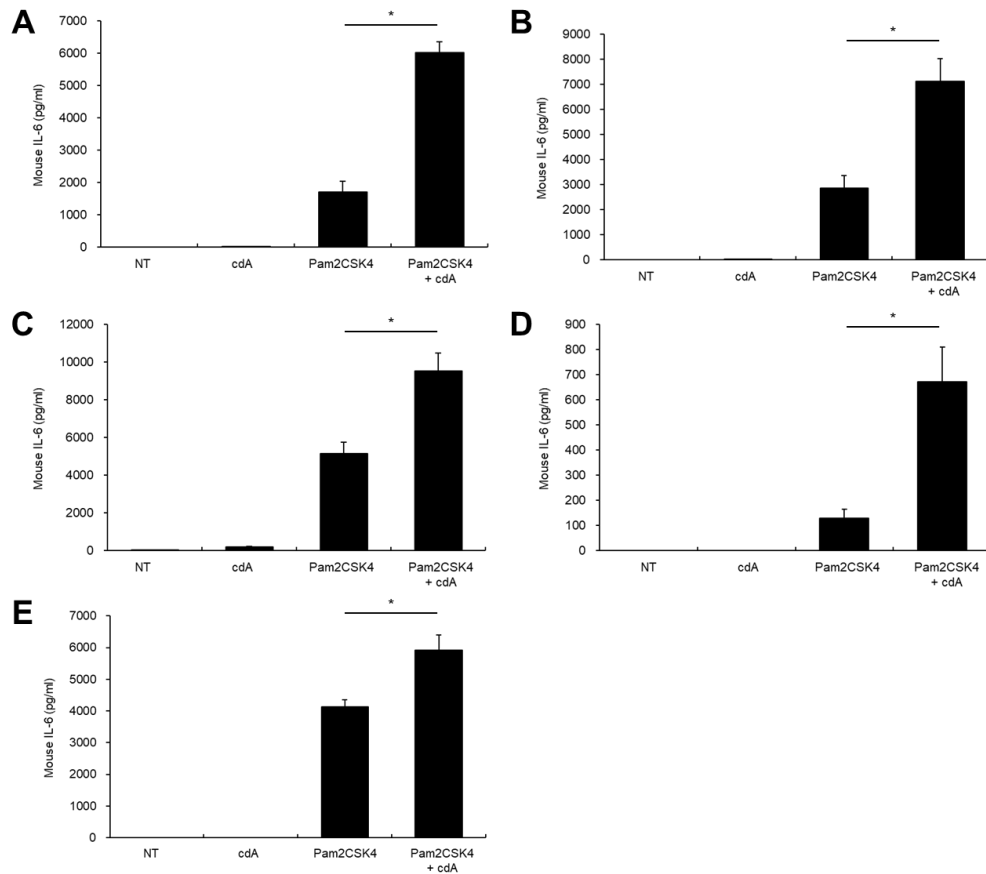 A
Mouse IL-6 (pg/ml)
7000
6000
5000
4000
3000
2000
1000
0
*
NT
cdA
Pam2CSK4
Pam2CSK4
+ cdA
B
Mouse IL-6 (pg/ml)
9000
8000
7000
6000
5000
4000
3000
2000
1000
0
*
NT
cdA
Pam2CSK4
Pam2CSK4
+ cdA
C
Mouse IL-6 (pg/ml)
12000
10000
8000
6000
4000
2000
0
*
NT
cdA
Pam2CSK4
Pam2CSK4
+ cdA
D
Mouse IL-6 (pg/ml)
900
800
700
600
500
400
300
200
100
0
*
NT
cdA
Pam2CSK4
Pam2CSK4
+ cdA
E
Mouse IL-6 (pg/ml)
7000
6000
5000
4000
3000
2000
1000
0
*
NT
cdA
Pam2CSK4
Pam2CSK4
+ cdA